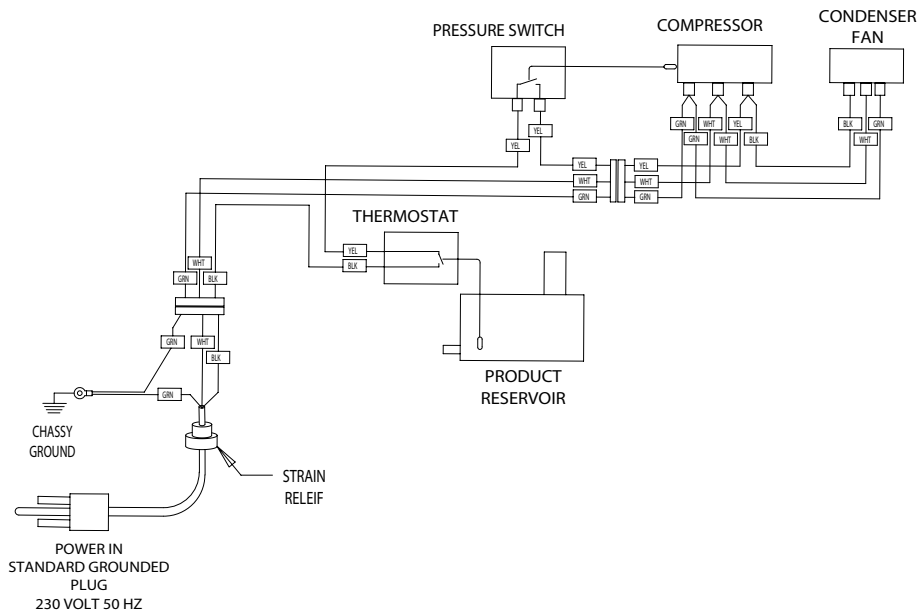 PRESSURE SWITCH
COMPRESSOR
CONDENSER
FAN
GRN
WHT
YEL
BLK
GRN
WHT
BLK
GRN
WHT
YEL
YEL
YEL
YEL
WHT
WHT
GRN
GRN
THERMOSTAT
YEL
BLK
WHT
GRN
BLK
GRN
WHT
BLK
GRN
PRODUCT
RESERVOIR
CHASSY
GROUND
STRAIN
RELEIF
POWER IN
STANDARD GROUNDED
PLUG
230 VOLT 50 HZ